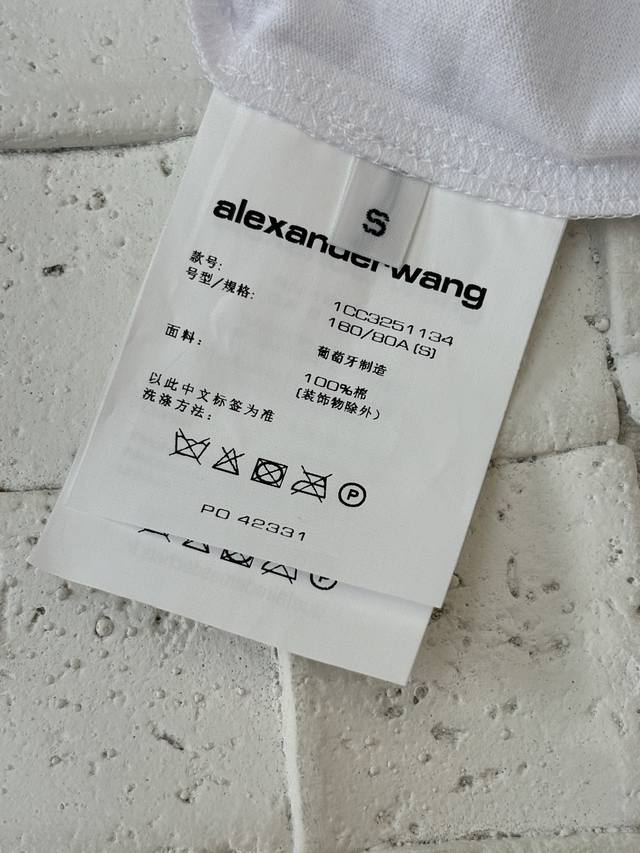 S
alexanderwang
款号:
1CC3251134
号型/规格:
180/80A (S)
葡萄牙制造
面料:
100%棉
(装饰物除外)
以此中文标签为准
洗涤方法:
P
PO 42331
P